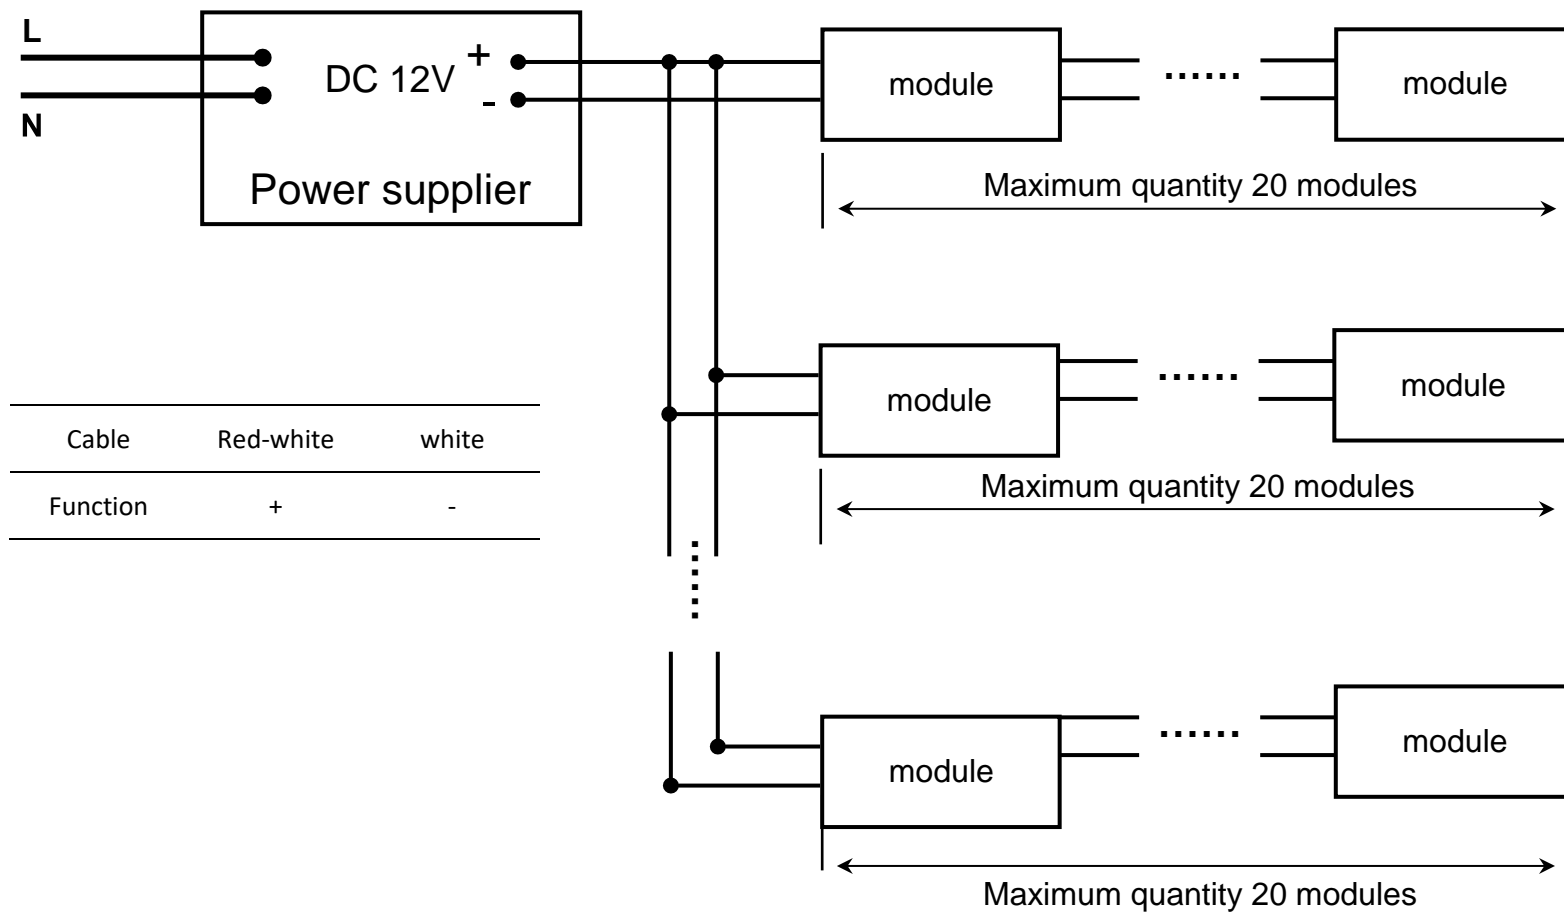 L
N
DC 12V
+
-
Power supplier
module
......
module
Maximum quantity 20 modules
module
......
module
Maximum quantity 20 modules
Cable Red-white white
Function + -
......
module
......
module
Maximum quantity 20 modules